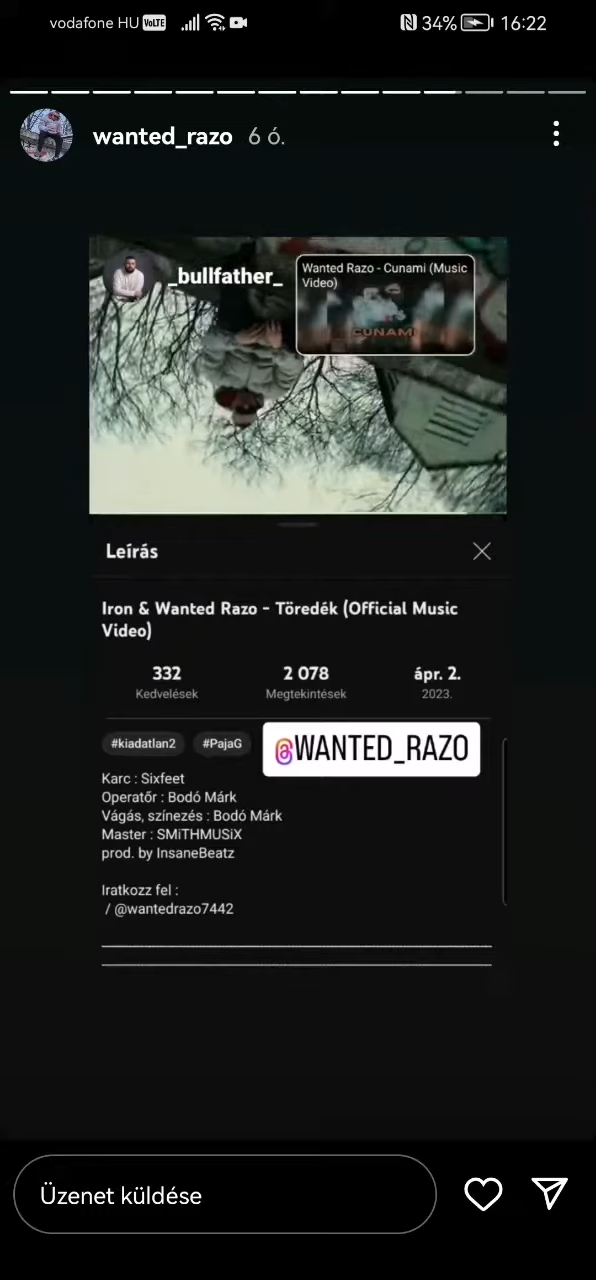 vodafone HU VoLTE 34% 16:22
wanted_razo 6 ó.
_bullfather_
Wanted Razo - Cunami (Music
Video)
CUNAMI
Leírás
Iron & Wanted Razo - Töredék (Official Music
Video)
332 2 078 ápr. 2.
Kedvelések Megtekintések 2023.
#kiadatlan2 #PajaG
@WANTED_RAZO
Karc : Sixfeet
Operatőr : Bodó Márk
Vágás, színezés : Bodó Márk
Master : SMiTHMUSiX
prod. by InsaneBeatz
Iratkozz fel :
/ @wantedrazo7442
Üzenet küldése